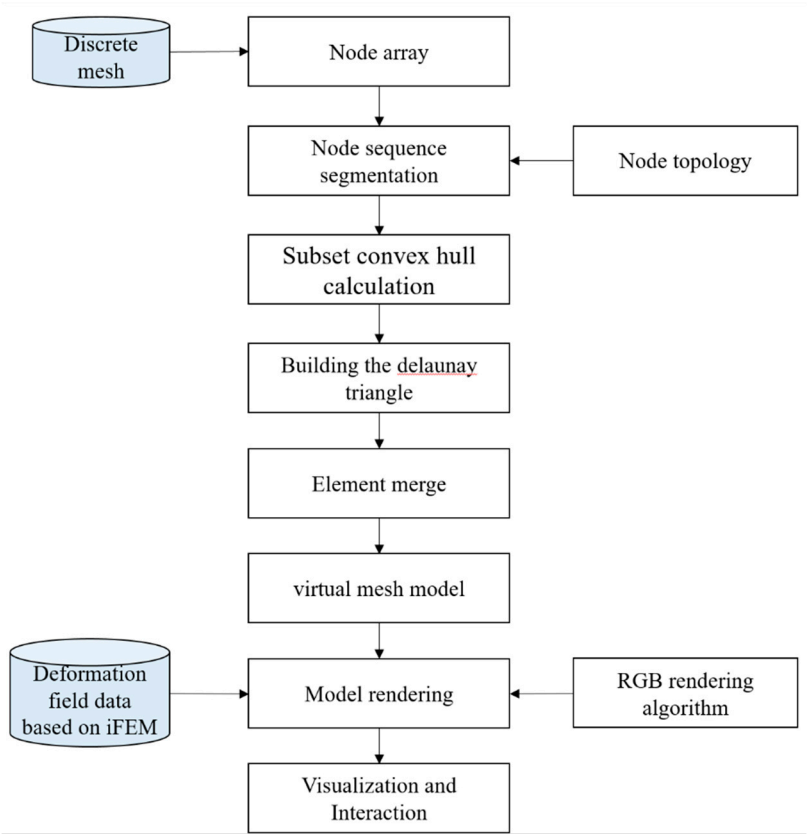 Discrete
mesh
Node array
Node sequence
segmentation
Node topology
Subset convex hull
calculation
Building the delaunay
triangle
Element merge
virtual mesh model
Deformation
field data
based on iFEM
Model rendering
RGB rendering
algorithm
Visualization and
Interaction